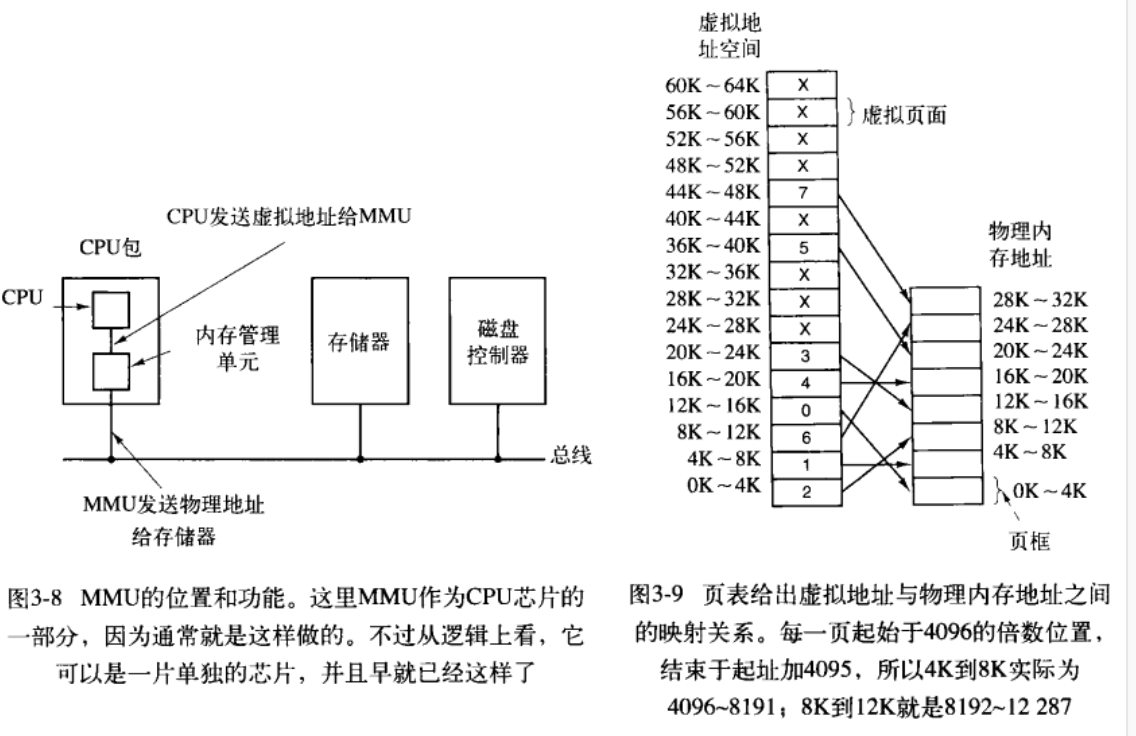 CPU发送虚拟地址给MMU
CPU包
CPU
内存管理
单元
存储器
磁盘
控制器
总线
MMU发送物理地址
给存储器
图3-8 MMU的位置和功能。这里MMU作为CPU芯片的
一部分，因为通常就是这样做的。不过从逻辑上看，它
可以是一片单独的芯片，并且早就已经这样了
虚拟地
址空间
60K～64K X
56K～60K X
虚拟页面
52K～56K X
48K～52K X
44K～48K 7
40K～44K X
36K～40K 5
32K～36K X
28K～32K X
24K～28K X
20K～24K 3
16K～20K 4
12K～16K 0
8K～12K 6
4K～8K 1
0K～4K 2
物理内
存地址
28K～32K
24K～28K
20K～24K
16K～20K
12K～16K
8K～12K
4K～8K
0K～4K
页框
图3-9 页表给出虚拟地址与物理内存地址之间
的映射关系。每一页起始于4096的倍数位置，
结束于起址加4095，所以4K到8K实际为
4096~8191；8K到12K就是8192~12 287